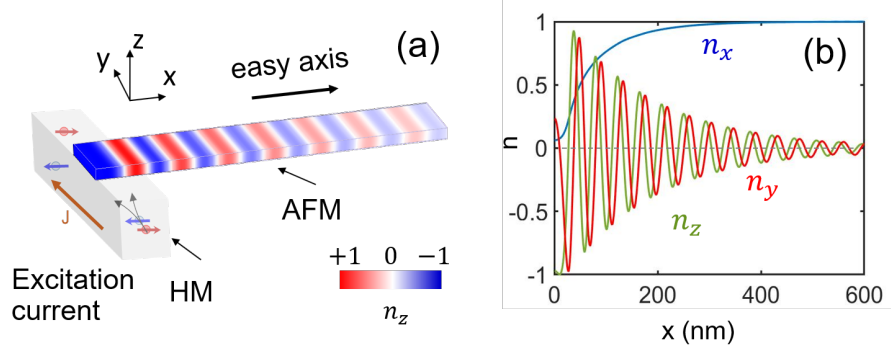 (a)
z
y
x
easy axis
J
AFM
HM
Excitation
current
+1 0 −1
n_z
(b)
1
0.5
0
-0.5
-1
n
n_x
n_y
n_z
0 200 400 600
x (nm)